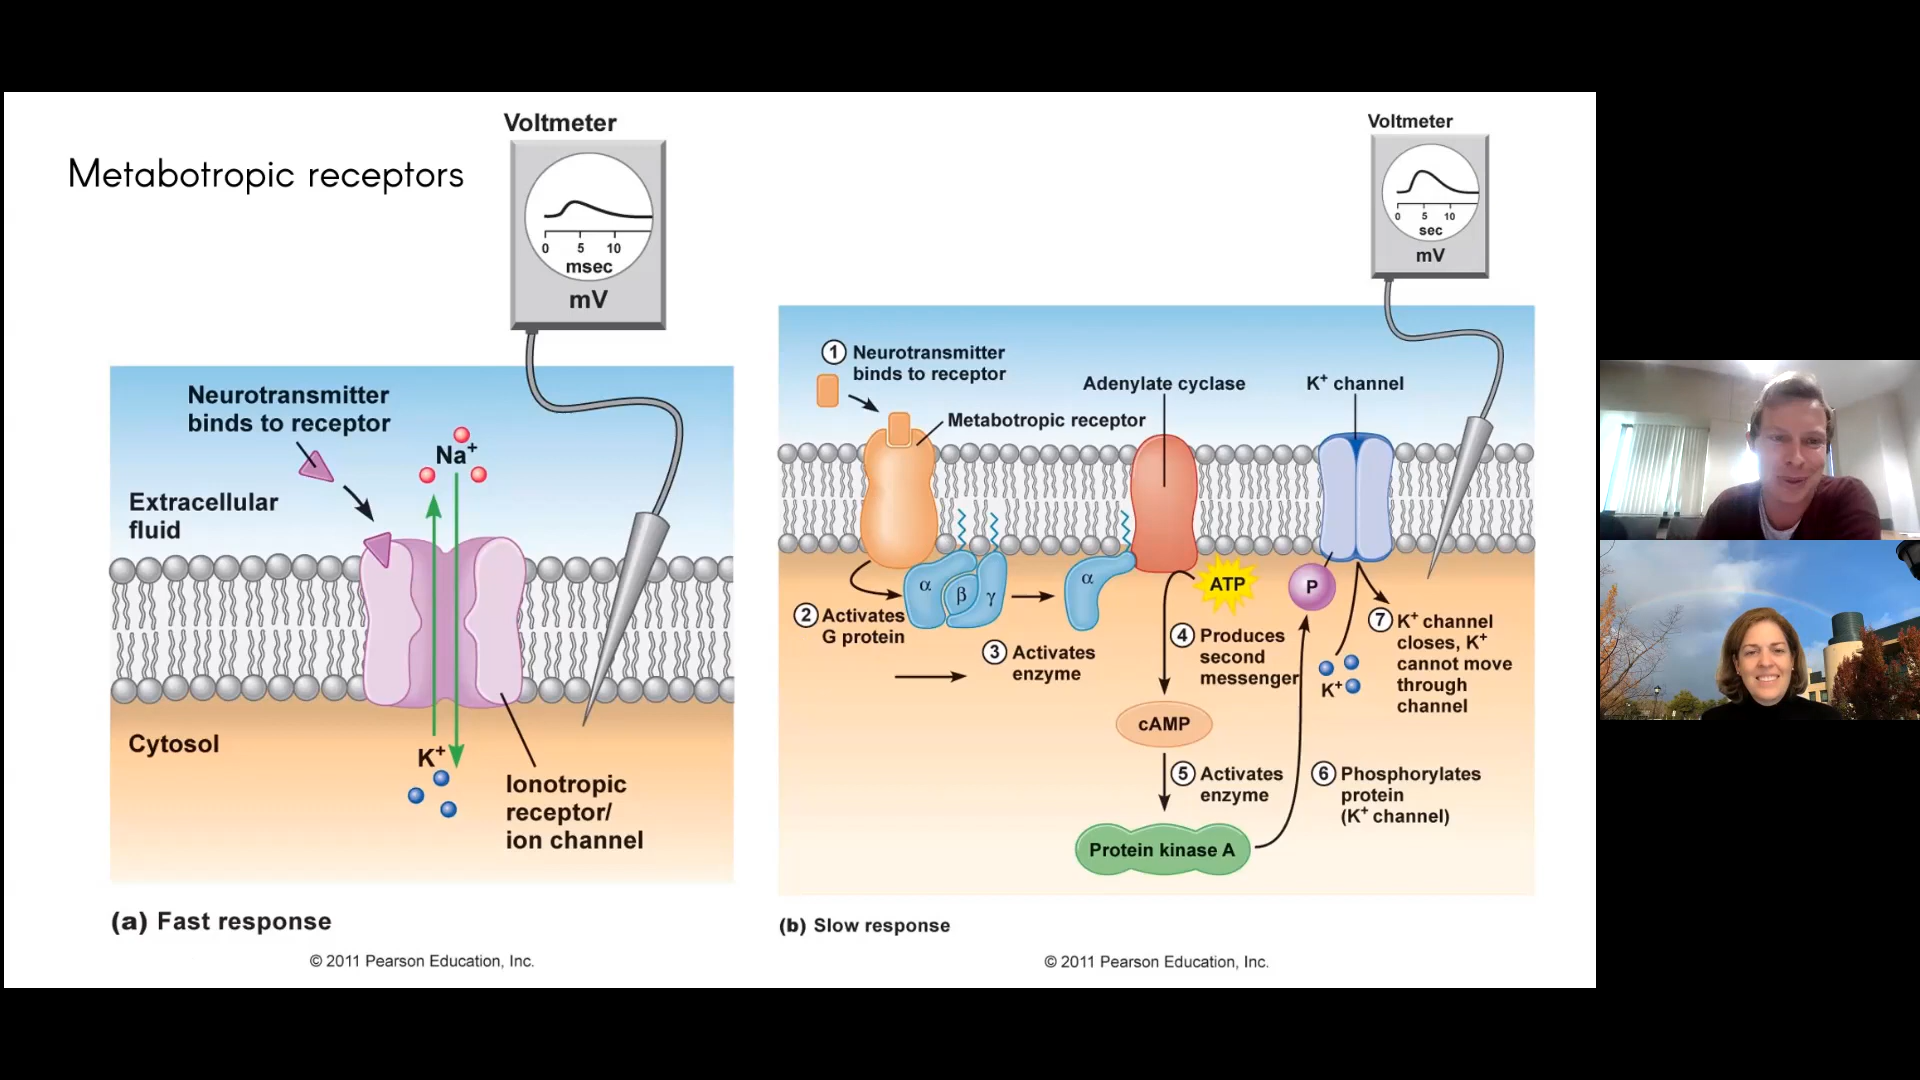 Metabotropic receptors
Voltmeter
0 5 10
msec
mV
Neurotransmitter
binds to receptor
Na+
Extracellular
fluid
Cytosol
K+
Ionotropic
receptor/
ion channel
(a) Fast response
© 2011 Pearson Education, Inc.
Voltmeter
0 5 10
sec
mV
1 Neurotransmitter
binds to receptor
Metabotropic receptor
Adenylate cyclase
K+ channel
α
β
γ
α
ATP
P
2 Activates
G protein
3 Activates
enzyme
4 Produces
second
messenger
cAMP
5 Activates
enzyme
Protein kinase A
6 Phosphorylates
protein
(K+ channel)
K+
7 K+ channel
closes, K+
cannot move
through
channel
(b) Slow response
© 2011 Pearson Education, Inc.